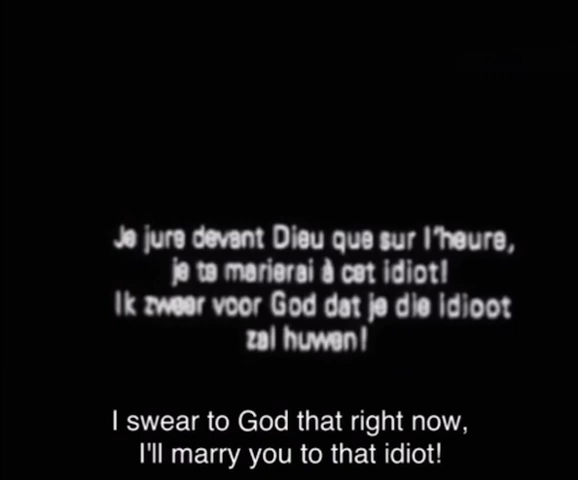 Je jure devant Dieu que sur l'heure,
je te marierai à cet idiot!
Ik zweer voor God dat je die idioot
zal huwen!
I swear to God that right now,
I'll marry you to that idiot!